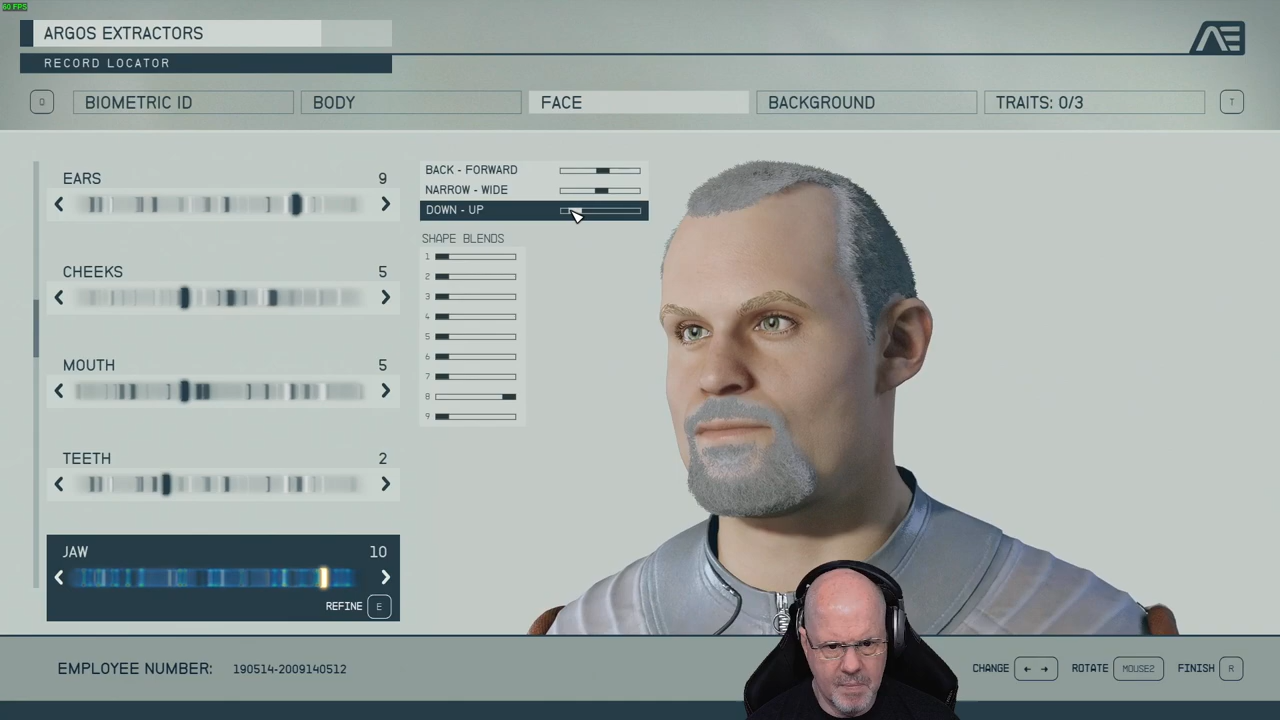 60 FPS
ARGOS EXTRACTORS
RECORD LOCATOR
AE
Q
BIOMETRIC ID
BODY
FACE
BACKGROUND
TRAITS: 0/3
T
EARS 9
CHEEKS 5
MOUTH 5
TEETH 2
JAW 10
REFINE E
BACK - FORWARD
NARROW - WIDE
DOWN - UP
SHAPE BLENDS
1
2
3
4
5
6
7
8
9
EMPLOYEE NUMBER: 190514-2009140512
CHANGE
ROTATE MOUSE2
FINISH R